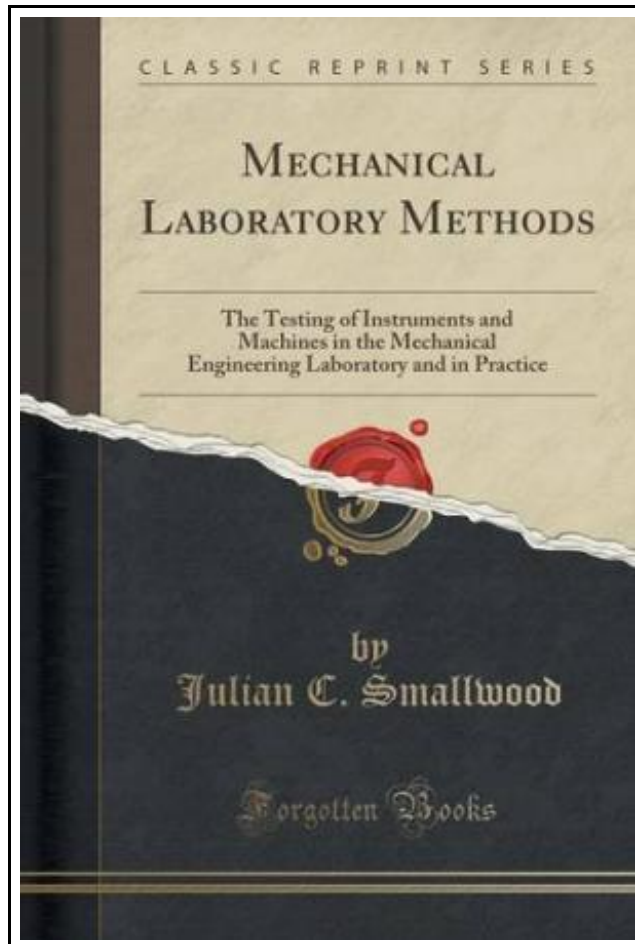 CLASSIC REPRINT SERIES
MECHANICAL
LABORATORY METHODS
The Testing of Instruments and
Machines in the Mechanical
Engineering Laboratory and in Practice
by
Julian C. Smallwood
Forgotten Books